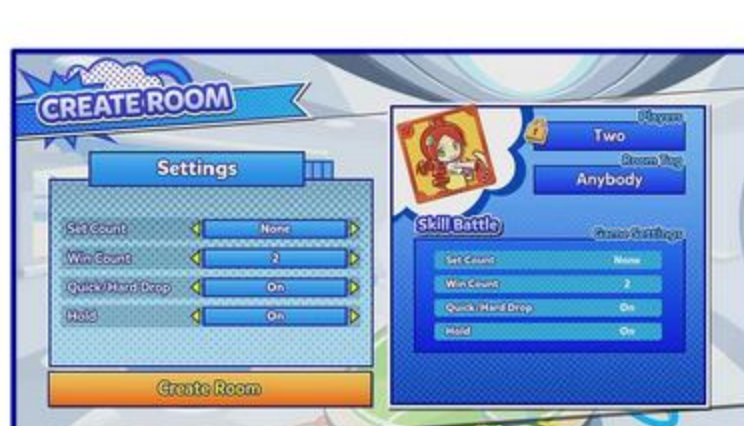 CREATE ROOM
Settings
Set Count None
Win Count 2
Quick/Hard Drop On
Hold On
Create Room
Players
Two
Room Tag
Anybody
Skill Battle
Game Settings
Set Count None
Win Count 2
Quick/Hard Drop On
Hold On